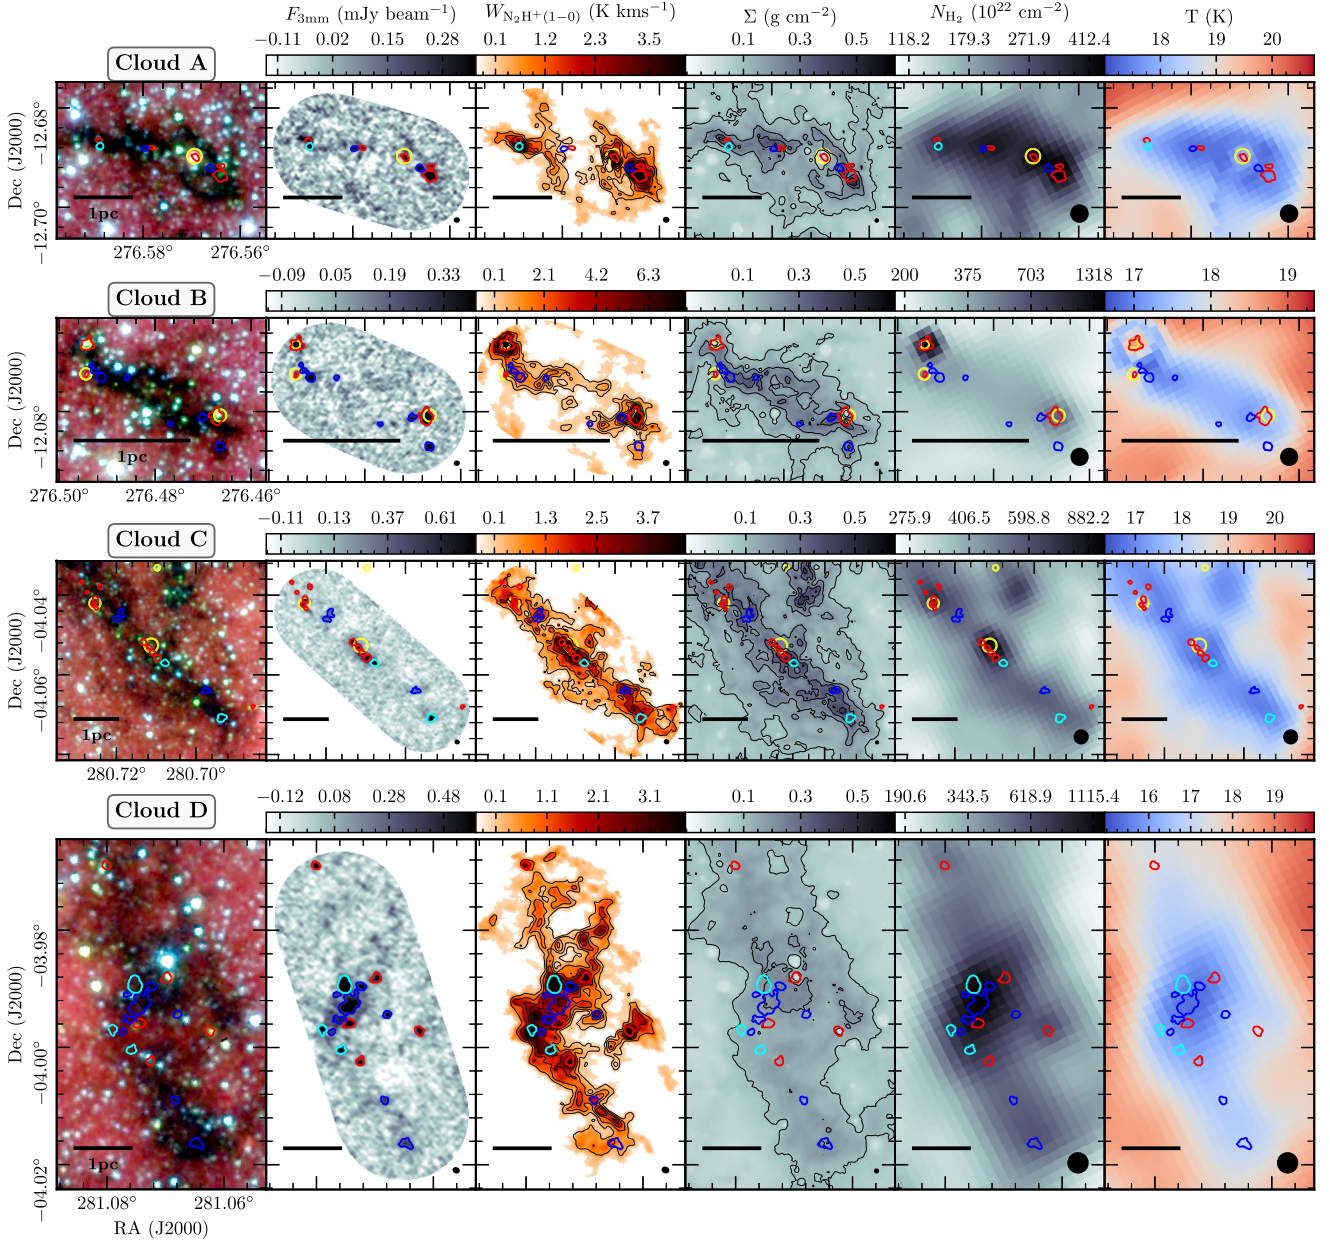 F3mm (mJy beam−1) WN2H+(1−0) (K kms−1) Σ (g cm−2) NH2 (10^22 cm−2) T (K)
−0.11 0.02 0.15 0.28 0.1 1.2 2.3 3.5 0.1 0.3 0.5 118.2 179.3 271.9 412.4 18 19 20
Cloud A
Dec (J2000)
−12.68°
−12.70°
1pc
276.58° 276.56°
−0.09 0.05 0.19 0.33 0.1 2.1 4.2 6.3 0.1 0.3 0.5 200 375 703 1318 17 18 19
Cloud B
Dec (J2000)
−12.08°
1pc
276.50° 276.48° 276.46°
−0.11 0.13 0.37 0.61 0.1 1.3 2.5 3.7 0.1 0.3 0.5 275.9 406.5 598.8 882.2 17 18 19 20
Cloud C
Dec (J2000)
−04.04°
−04.06°
1pc
280.72° 280.70°
−0.12 0.08 0.28 0.48 0.1 1.1 2.1 3.1 0.1 0.3 0.5 190.6 343.5 618.9 1115.4 16 17 18 19
Cloud D
Dec (J2000)
−03.98°
−04.00°
−04.02°
1pc
281.08° 281.06°
RA (J2000)